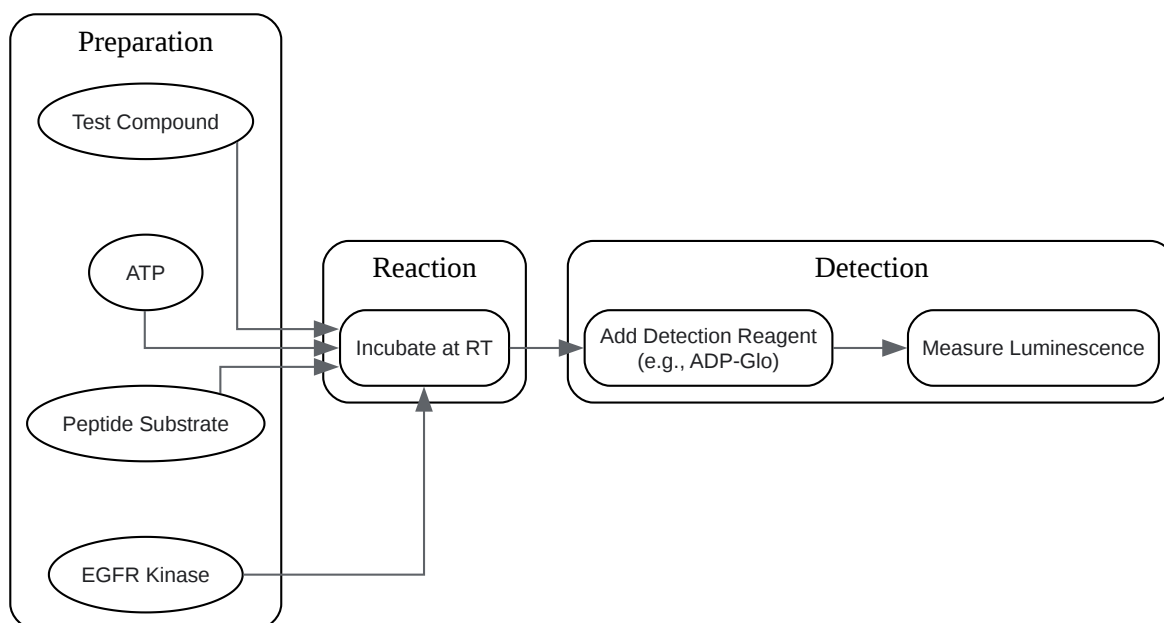 Preparation
Test Compound
ATP
Peptide Substrate
EGFR Kinase
Reaction
Incubate at RT
Detection
Add Detection Reagent
(e.g., ADP-Glo)
Measure Luminescence